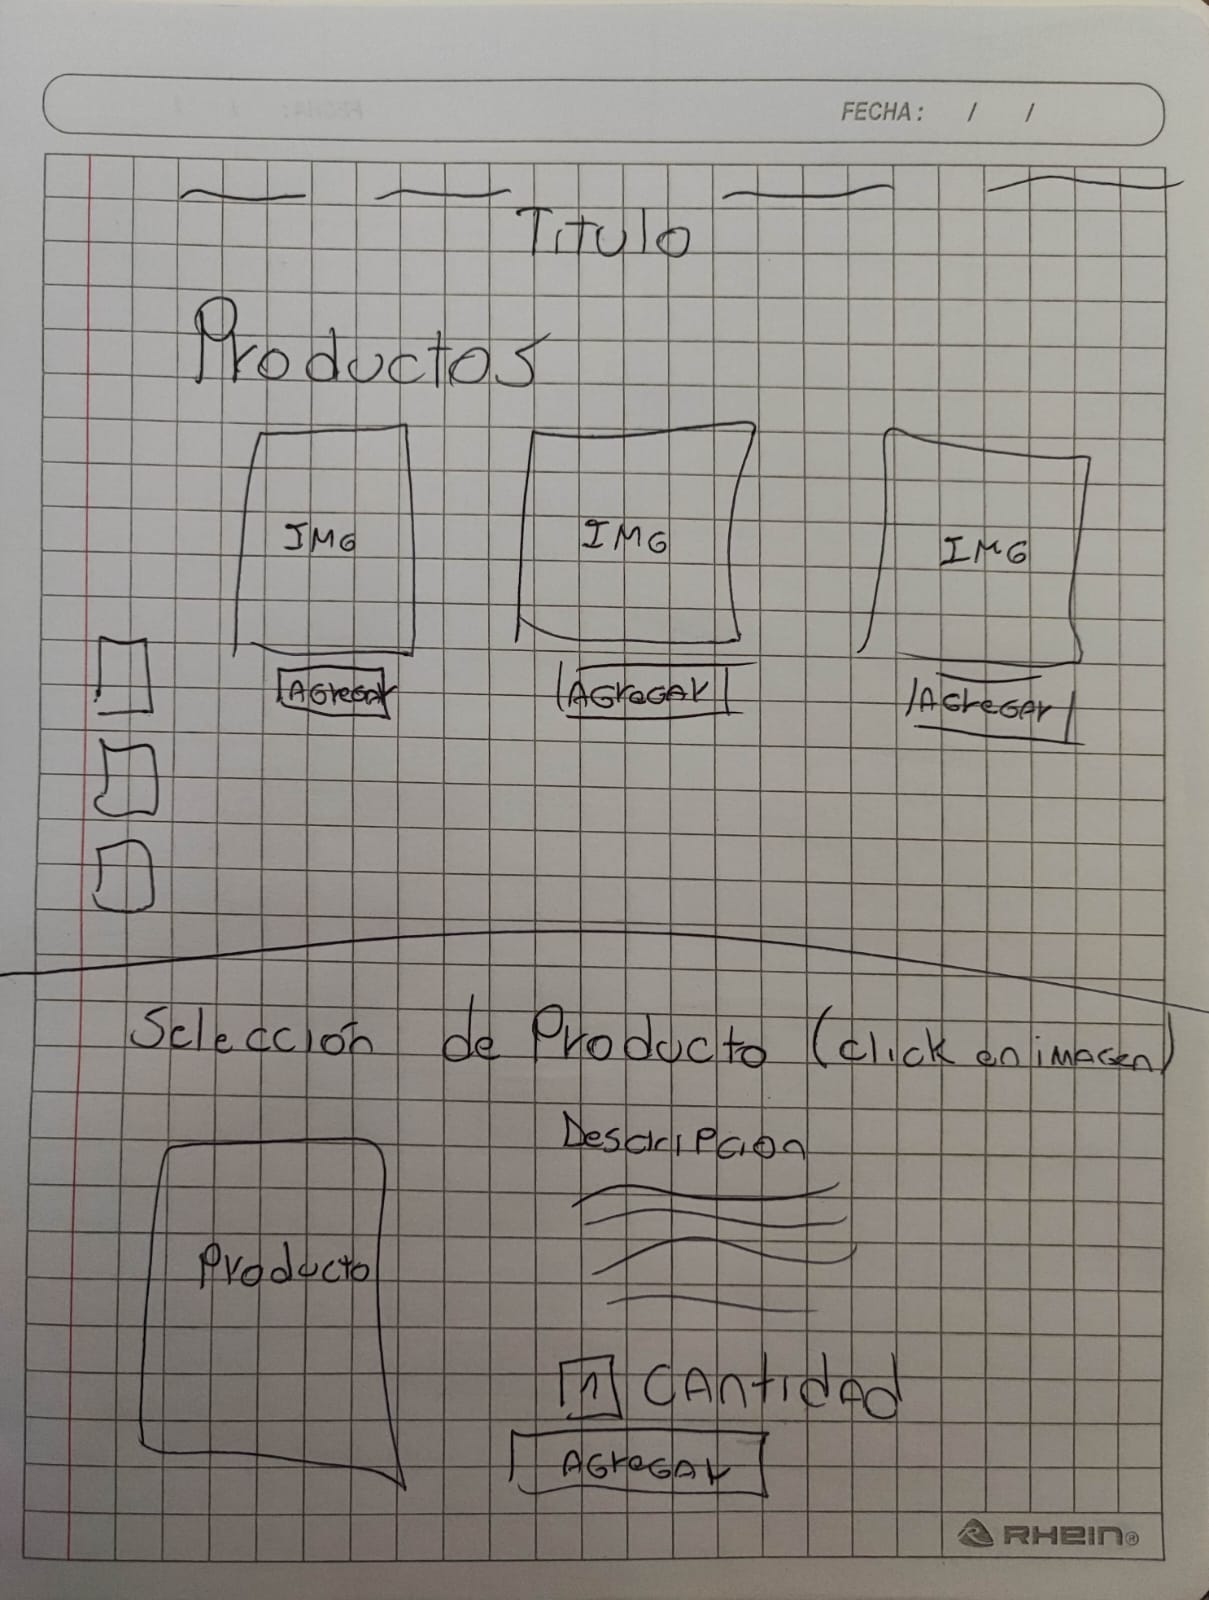 FECHA: / /
Titulo
Productos
IMG IMG IMG
Agregar Agregar Agregar
Selección de Producto (click en imagen)
Descripcion
Producto
1 Cantidad
Agregar
RHEIN®